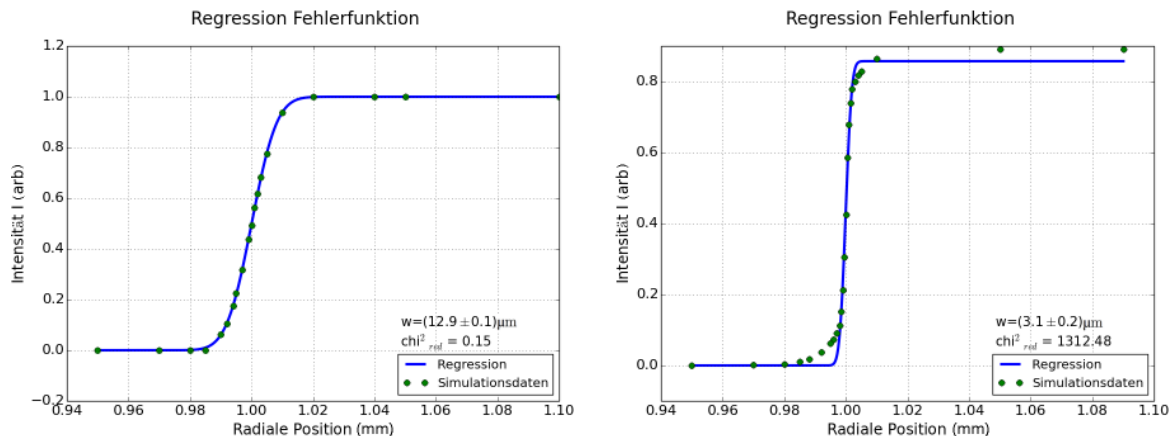 Regression Fehlerfunktion
1.2
1.0
0.8
0.6
0.4
0.2
0.0
−0.2
Intensität I (arb)
w=(12.9±0.1)μm
chi²red = 0.15
Regression
Simulationsdaten
0.94 0.96 0.98 1.00 1.02 1.04 1.06 1.08 1.10
Radiale Position (mm)
Regression Fehlerfunktion
0.8
0.6
0.4
0.2
0.0
Intensität I (arb)
w=(3.1±0.2)μm
chi²red = 1312.48
Regression
Simulationsdaten
0.94 0.96 0.98 1.00 1.02 1.04 1.06 1.08 1.10
Radiale Position (mm)